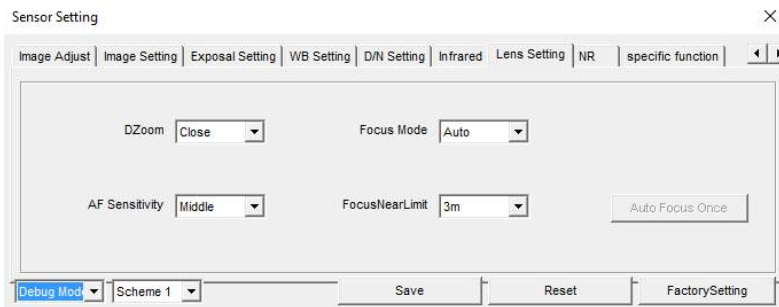 Sensor Setting
Image Adjust Image Setting Exposal Setting WB Setting D/N Setting Infrared Lens Setting NR specific function
DZoom Close Focus Mode Auto
AF Sensitivity Middle FocusNearLimit 3m Auto Focus Once
Debug Mod Scheme 1 Save Reset FactorySetting